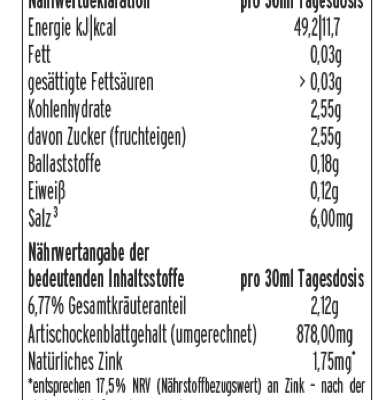 Nährwertdeklaration pro 30ml Tagesdosis
Energie kJ|kcal 49,2|11,7
Fett 0,03g
gesättigte Fettsäuren > 0,03g
Kohlenhydrate 2,55g
davon Zucker (fruchteigen) 2,55g
Ballaststoffe 0,18g
Eiweiß 0,12g
Salz³ 6,00mg
Nährwertangabe der
bedeutenden Inhaltsstoffe pro 30ml Tagesdosis
6,77% Gesamtkräuteranteil 2,12g
Artischockenblattgehalt (umgerechnet) 878,00mg
Natürliches Zink 1,75mg*
*entsprechen 17,5% NRV (Nährstoffbezugswert) an Zink - nach der